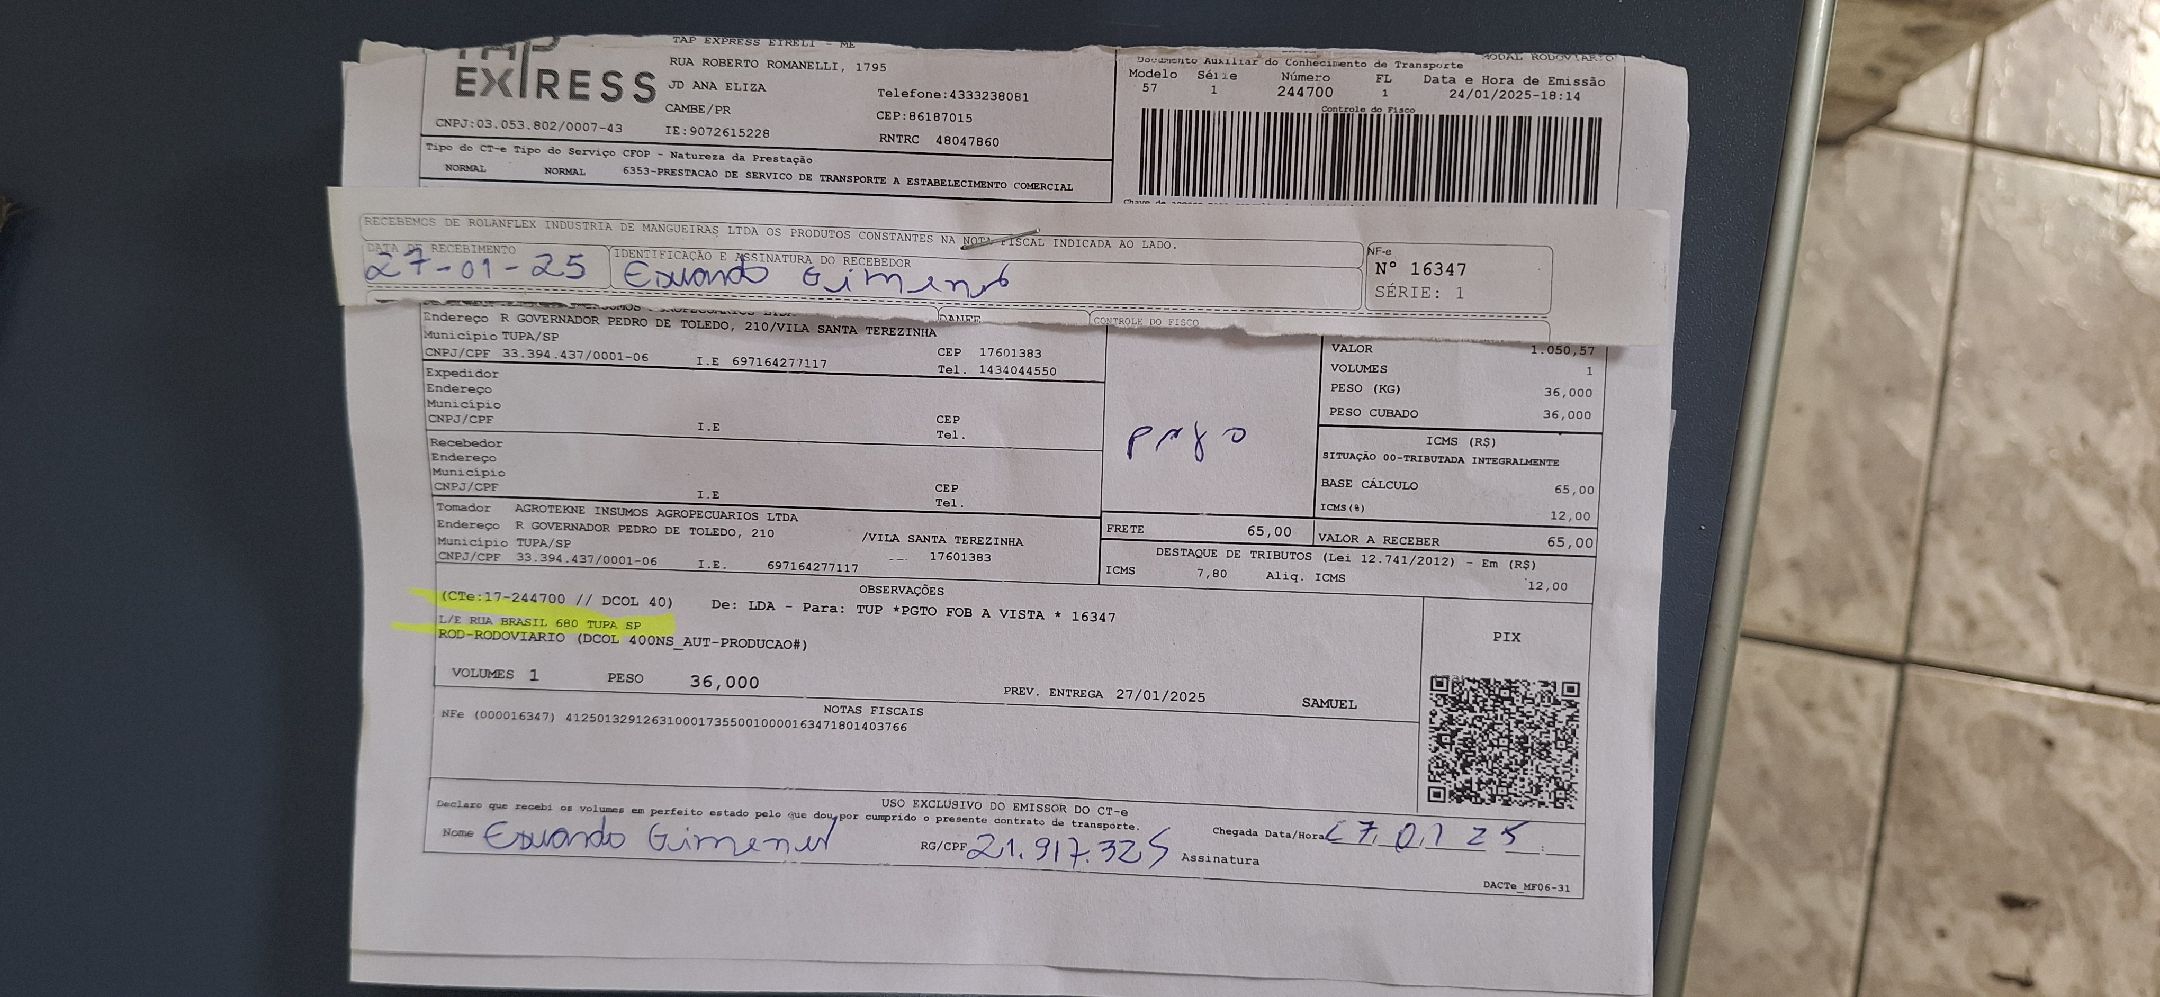 TAP EXPRESS EIRELI - ME
EXPRESS
RUA ROBERTO ROMANELLI, 1795
JD ANA ELIZA
Telefone:4333238081
CAMBE/PR
CEP:86187015
CNPJ:03.053.802/0007-43
IE:9072615228
RNTRC 48047860
MODAL RODOVIARIO
Documento Auxiliar do Conhecimento de Transporte
Modelo Série Número FL Data e Hora de Emissão
57 1 244700 1 24/01/2025-18:14
Controle do Fisco
Tipo do CT-e Tipo do Serviço CFOP - Natureza da Prestação
NORMAL NORMAL 6353-PRESTACAO DE SERVICO DE TRANSPORTE A ESTABELECIMENTO COMERCIAL
RECEBEMOS DE ROLANFLEX INDUSTRIA DE MANGUEIRAS LTDA OS PRODUTOS CONSTANTES NA NOTA FISCAL INDICADA AO LADO.
DATA DE RECEBIMENTO
27-01-25
IDENTIFICAÇÃO E ASSINATURA DO RECEBEDOR
NF-e
Nº 16347
SÉRIE: 1
DANFE
CONTROLE DO FISCO
Endereço R GOVERNADOR PEDRO DE TOLEDO, 210/VILA SANTA TEREZINHA
Município TUPA/SP
CEP 17601383
CNPJ/CPF 33.394.437/0001-06 I.E 697164277117
Tel. 1434044550
Expedidor
Endereço
Município
CNPJ/CPF I.E CEP
Tel.
Recebedor
Endereço
Município
CNPJ/CPF I.E CEP
Tel.
Tomador AGROTEKNE INSUMOS AGROPECUARIOS LTDA
Endereço R GOVERNADOR PEDRO DE TOLEDO, 210 /VILA SANTA TEREZINHA
Município TUPA/SP 17601383
CNPJ/CPF 33.394.437/0001-06 I.E. 697164277117
VALOR 1.050,57
VOLUMES 1
PESO (KG) 36,000
PESO CUBADO 36,000
ICMS (R$)
SITUAÇÃO 00-TRIBUTADA INTEGRALMENTE
BASE CÁLCULO 65,00
ICMS(%) 12,00
FRETE 65,00
VALOR A RECEBER 65,00
DESTAQUE DE TRIBUTOS (Lei 12.741/2012) - Em (R$)
ICMS 7,80 Aliq. ICMS 12,00
OBSERVAÇÕES
(CTe:17-244700 // DCOL 40) De: LDA - Para: TUP *PGTO FOB A VISTA * 16347
L/E RUA BRASIL 680 TUPA SP
ROD-RODOVIARIO (DCOL 400NS_AUT-PRODUCAO#)
PIX
VOLUMES 1 PESO 36,000 PREV. ENTREGA 27/01/2025 SAMUEL
NOTAS FISCAIS
NFe (000016347) 41250132912631000173550010000163471801403766
USO EXCLUSIVO DO EMISSOR DO CT-e
Declaro que recebi os volumes em perfeito estado pelo que dou por cumprido o presente contrato de transporte.
Nome
RG/CPF 21.917.325
Assinatura
Chegada Data/Hora 27.01 25
DACTe_MF06-31